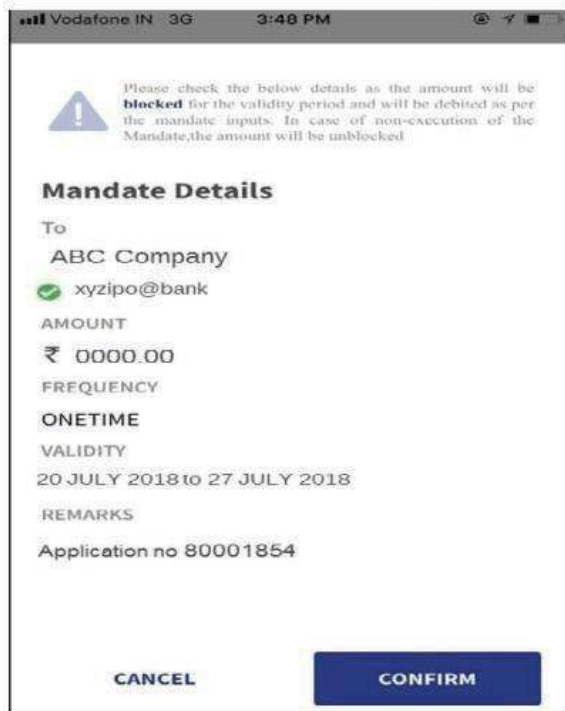 Vodafone IN 3G 3:48 PM
Please check the below details as the amount will be
blocked for the validity period and will be debited as per
the mandate inputs. In case of non-execution of the
Mandate,the amount will be unblocked
Mandate Details
To
ABC Company
xyzipo@bank
AMOUNT
₹ 0000.00
FREQUENCY
ONETIME
VALIDITY
20 JULY 2018 to 27 JULY 2018
REMARKS
Application no 80001854
CANCEL CONFIRM